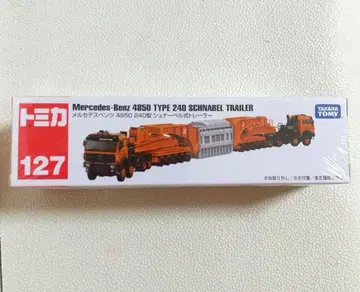 トミカ
127
Mercedes-Benz 4850 TYPE 240 SCHNABEL TRAILER
メルセデスベンツ 4850 240型 シュナーベル式トレーラー
TAKARA
TOMY